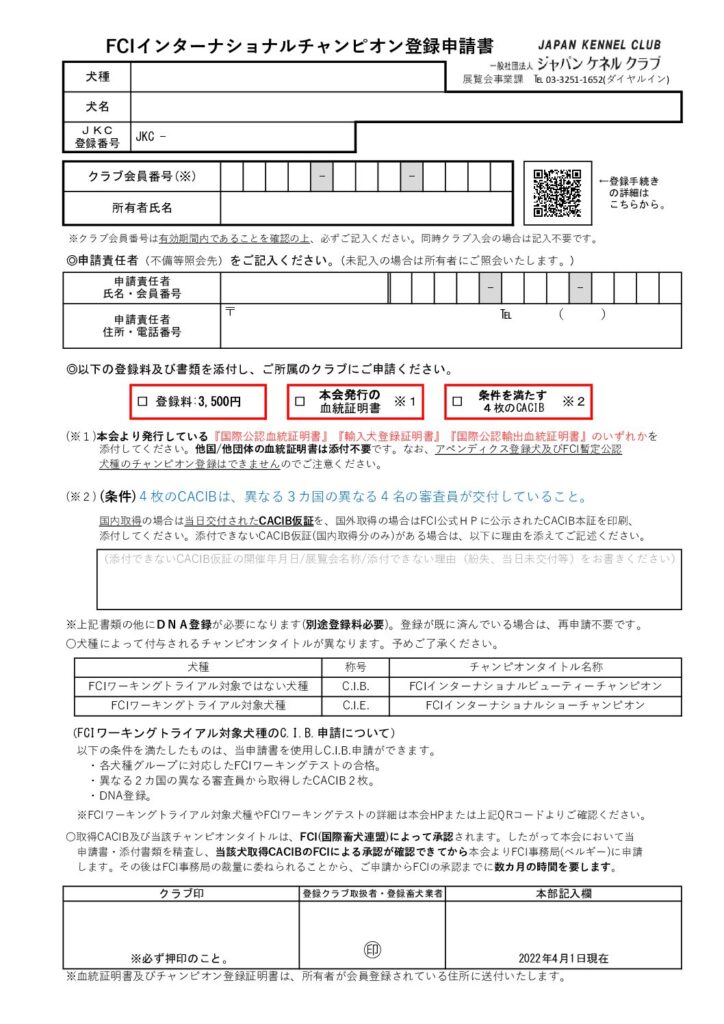 FCIインターナショナルチャンピオン登録申請書
JAPAN KENNEL CLUB
一般社団法人 ジャパン ケネル クラブ
展覧会事業課 ℡ 03-3251-1652(ダイヤルイン)
犬種
犬名
ＪＫＣ
登録番号
JKC －
クラブ会員番号(※)
－ －
所有者氏名
←登録手続き
の詳細は
こちらから。
※クラブ会員番号は有効期間内であることを確認の上、必ずご記入ください。同時クラブ入会の場合は記入不要です。
◎申請責任者（不備等照会先）をご記入ください。（未記入の場合は所有者にご照会いたします。）
申請責任者
氏名・会員番号
－ －
申請責任者
住所・電話番号
〒 ℡ （ ）
◎以下の登録料及び書類を添付し、ご所属のクラブにご申請ください。
□ 登録料:3,500円
□ 本会発行の
血統証明書 ※１
□ 条件を満たす
４枚のCACIB ※２
(※１)本会より発行している『国際公認血統証明書』『輸入犬登録証明書』『国際公認輸出血統証明書』のいずれかを
添付してください。他国/他団体の血統証明書は添付不要です。なお、アペンディクス登録犬及びFCI暫定公認
犬種のチャンピオン登録はできませんのでご注意ください。
(※２) (条件)４枚のCACIBは、異なる３カ国の異なる４名の審査員が交付していること。
国内取得の場合は当日交付されたCACIB仮証を、国外取得の場合はFCI公式ＨＰに公示されたCACIB本証を印刷、
添付してください。添付できないCACIB仮証(国内取得分のみ)がある場合は、以下に理由を添えてご記述ください。
（添付できないCACIB仮証の開催年月日/展覧会名称/添付できない理由（紛失、当日未交付等）をお書きください）
※上記書類の他にＤＮＡ登録が必要になります(別途登録料必要)。登録が既に済んでいる場合は、再申請不要です。
〇犬種によって付与されるチャンピオンタイトルが異なります。予めご了承ください。
犬種 称号 チャンピオンタイトル名称
FCIワーキングトライアル対象ではない犬種 C.I.B. FCIインターナショナルビューティーチャンピオン
FCIワーキングトライアル対象犬種 C.I.E. FCIインターナショナルショーチャンピオン
(FCIワーキングトライアル対象犬種のC.I.B.申請について)
以下の条件を満たしたものは、当申請書を使用しC.I.B.申請ができます。
・各犬種グループに対応したFCIワーキングテストの合格。
・異なる２カ国の異なる審査員から取得したCACIB２枚。
・DNA登録。
※FCIワーキングトライアル対象犬種やFCIワーキングテストの詳細は本会HPまたは上記QRコードよりご確認ください。
〇取得CACIB及び当該チャンピオンタイトルは、FCI(国際畜犬連盟)によって承認されます。したがって本会において当
申請書・添付書類を精査し、当該犬取得CACIBのFCIによる承認が確認できてから本会よりFCI事務局(ベルギー)に申請
します。その後はFCI事務局の裁量に委ねられることから、ご申請からFCIの承認までに数カ月の時間を要します。
クラブ印 登録クラブ取扱者・登録畜犬業者 本部記入欄
※必ず押印のこと。 ㊞ 2022年4月1日現在
※血統証明書及びチャンピオン登録証明書は、所有者が会員登録されている住所に送付いたします。